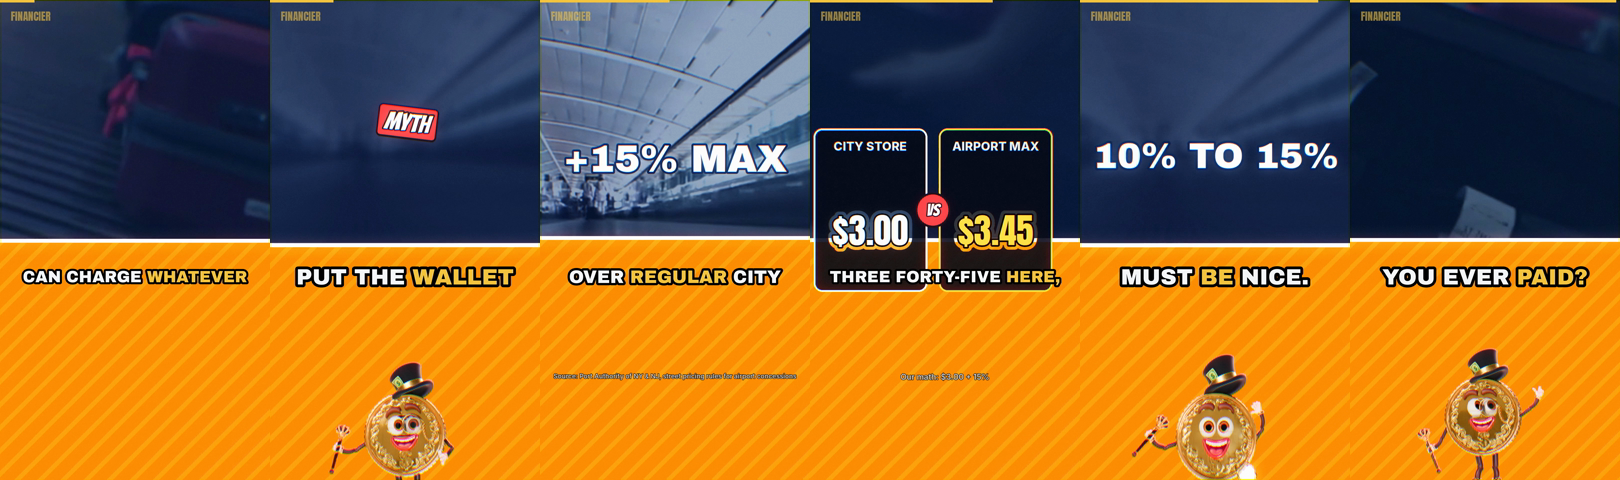 FINANCIER
CAN CHARGE WHATEVER
FINANCIER
MYTH
PUT THE WALLET
FINANCIER
+15% MAX
OVER REGULAR CITY
Source: Port Authority of NY & NJ, street pricing rules for airport concessions
FINANCIER
CITY STORE
AIRPORT MAX
VS
$3.00
$3.45
THREE FORTY-FIVE HERE,
Our math: $3.00 + 15%
FINANCIER
10% TO 15%
MUST BE NICE.
FINANCIER
YOU EVER PAID?